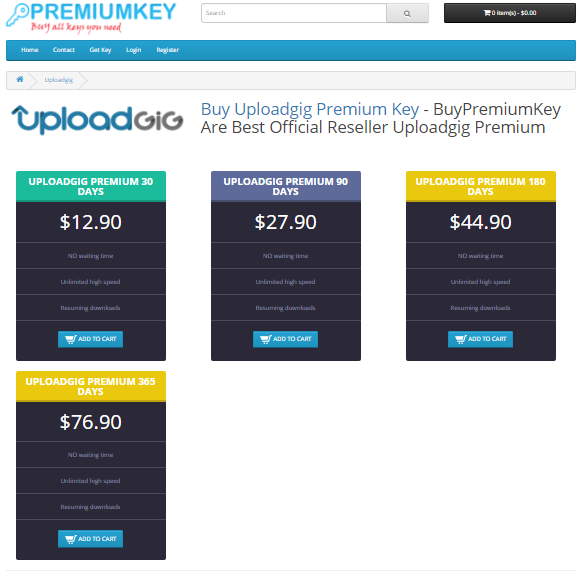 PREMIUMKEY
BUY all keys you need
Search
0 item(s) - $0.00
Home Contact Get Key Login Register
Uploadgig
uploadGIG
Buy Uploadgig Premium Key - BuyPremiumKey
Are Best Official Reseller Uploadgig Premium
UPLOADGIG PREMIUM 30
DAYS
$12.90
NO waiting time
Unlimited high speed
Resuming downloads
ADD TO CART
UPLOADGIG PREMIUM 90
DAYS
$27.90
NO waiting time
Unlimited high speed
Resuming downloads
ADD TO CART
UPLOADGIG PREMIUM 180
DAYS
$44.90
NO waiting time
Unlimited high speed
Resuming downloads
ADD TO CART
UPLOADGIG PREMIUM 365
DAYS
$76.90
NO waiting time
Unlimited high speed
Resuming downloads
ADD TO CART